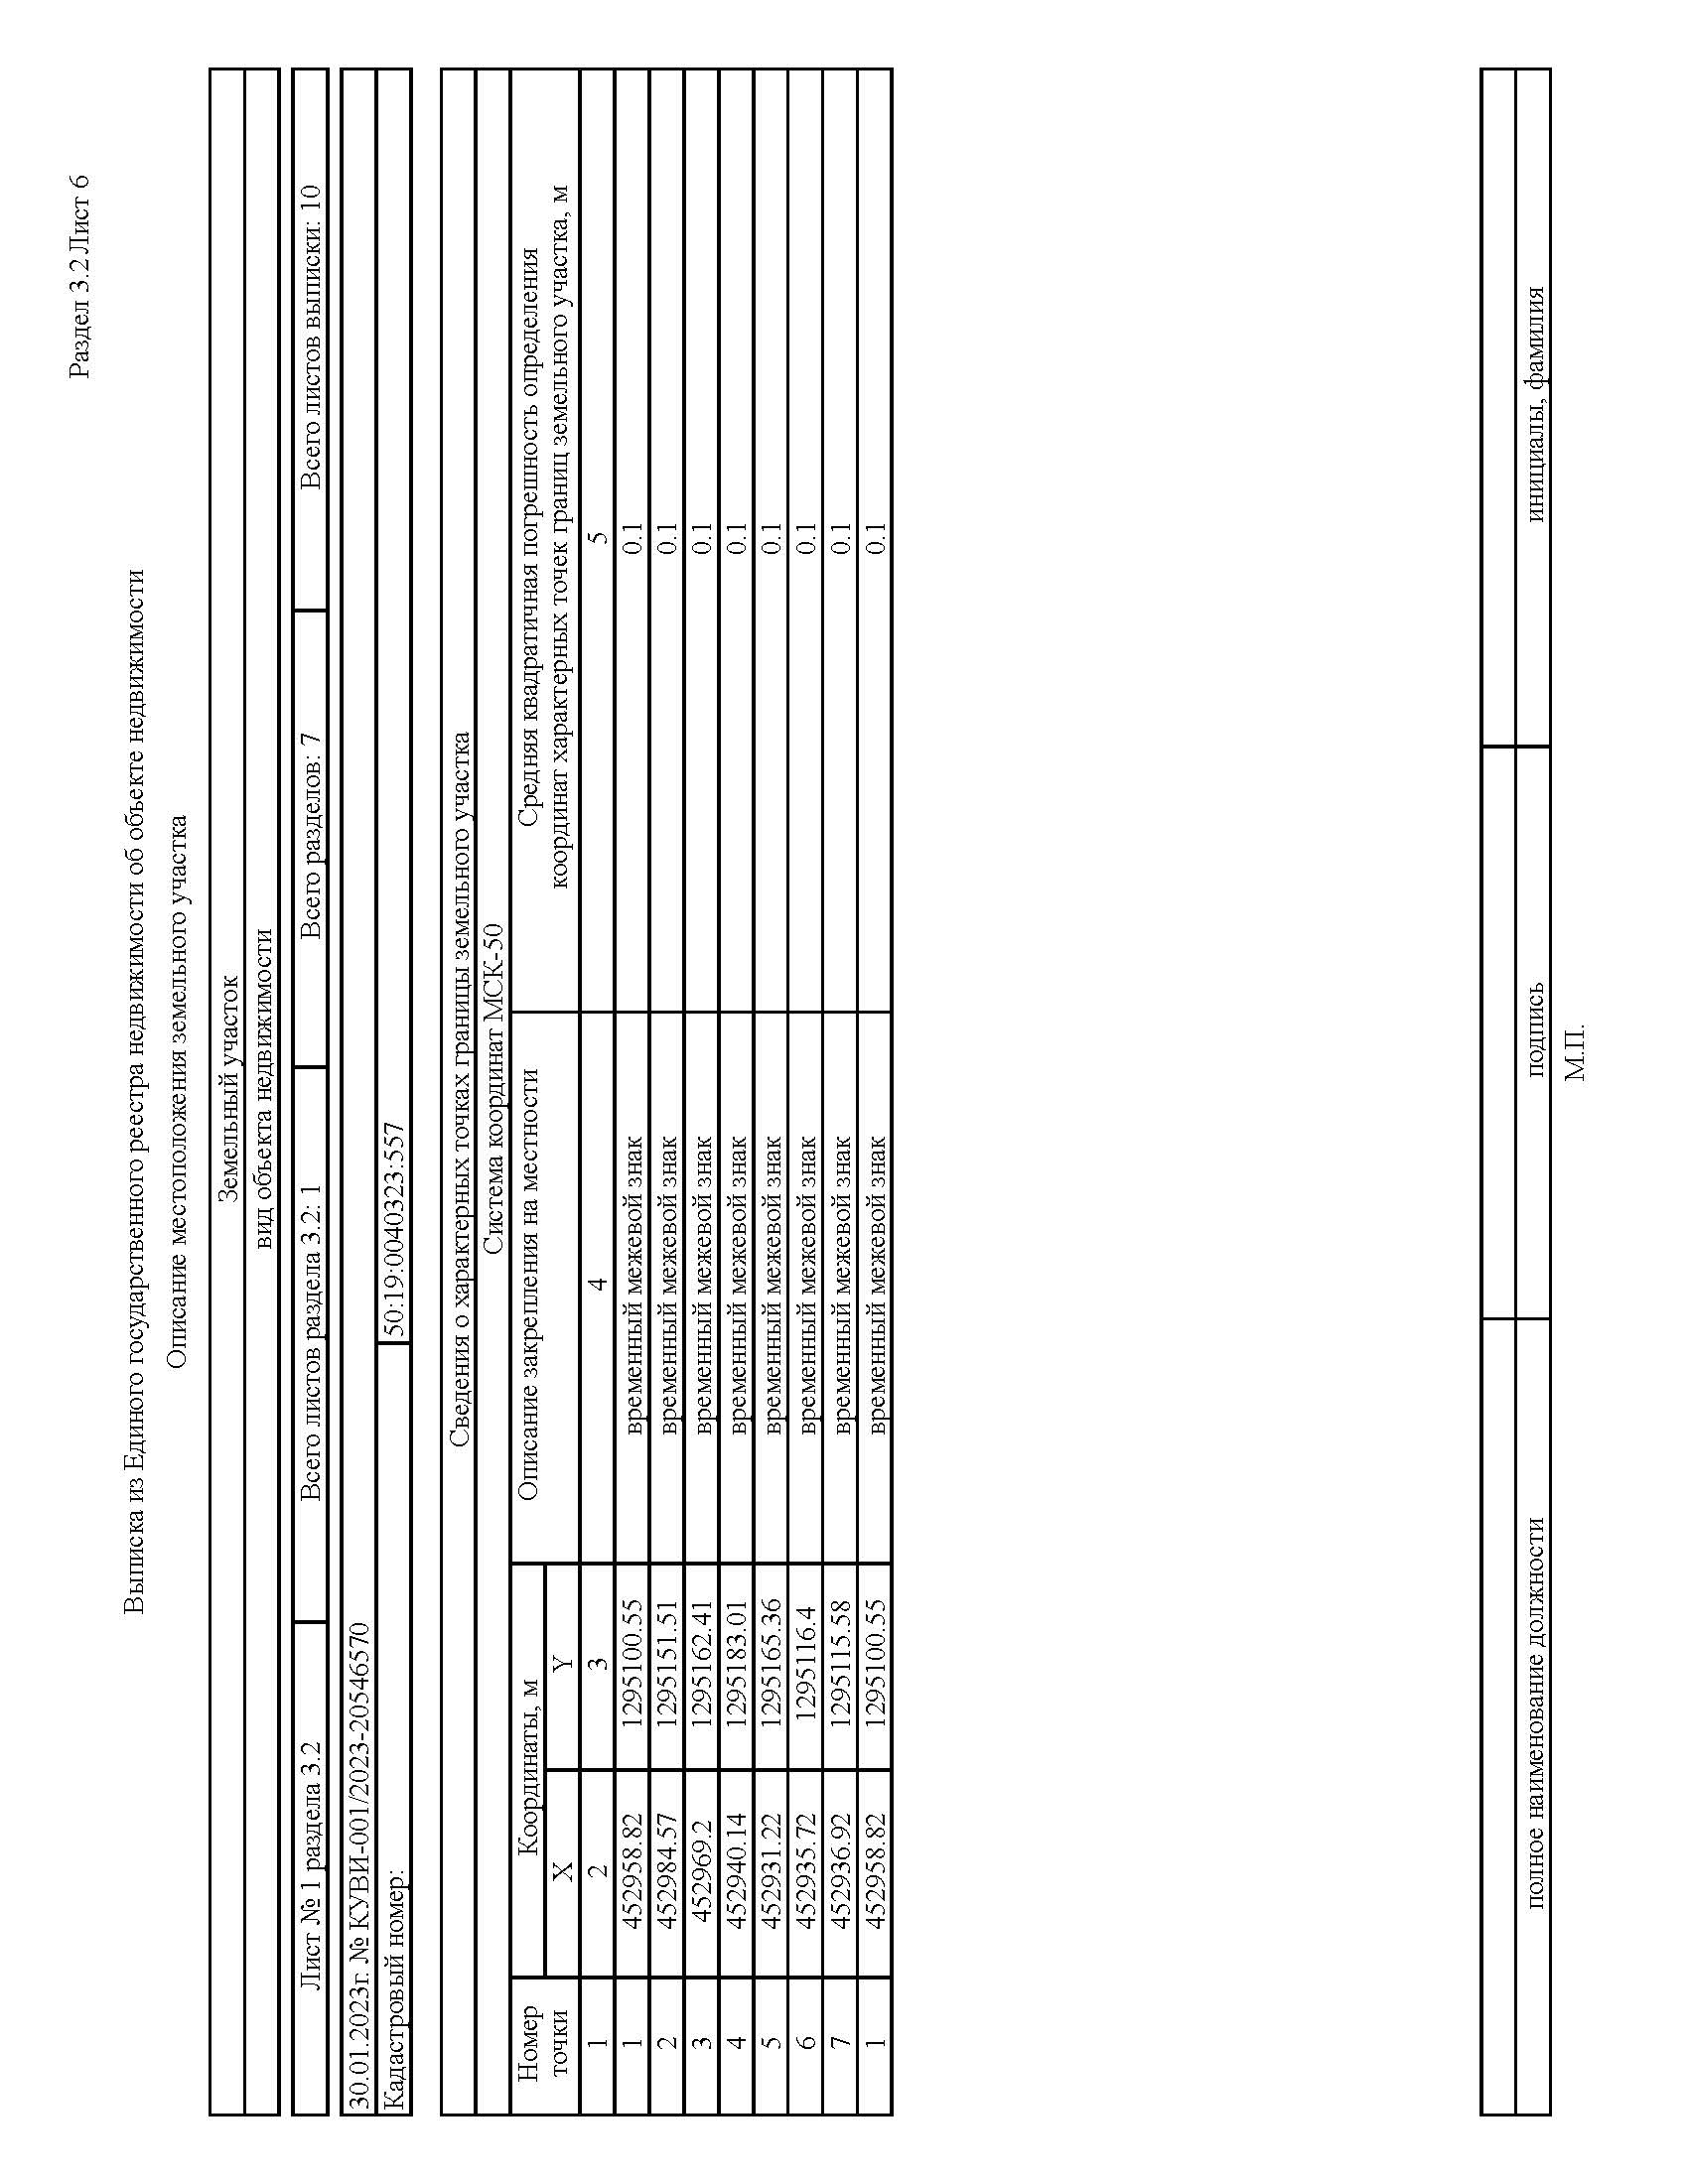 Раздел 3.2 Лист 6
Выписка из Единого государственного реестра недвижимости об объекте недвижимости
Описание местоположения земельного участка
Земельный участок
вид объекта недвижимости
Лист № 1 раздела 3.2 Всего листов раздела 3.2: 1 Всего разделов: 7 Всего листов выписки: 10
30.01.2023г. № КУВИ-001/2023-20546570
Кадастровый номер: 50:19:0040323:557
Сведения о характерных точках границы земельного участка
Система координат МСК-50
Номер точки Координаты, м Описание закрепления на местности Средняя квадратичная погрешность определения
координат характерных точек границ земельного участка, м
X Y
1 2 3 4 5
1 452958.82 1295100.55 временный межевой знак 0.1
2 452984.57 1295151.51 временный межевой знак 0.1
3 452969.2 1295162.41 временный межевой знак 0.1
4 452940.14 1295183.01 временный межевой знак 0.1
5 452931.22 1295165.36 временный межевой знак 0.1
6 452935.72 1295116.4 временный межевой знак 0.1
7 452936.92 1295115.58 временный межевой знак 0.1
1 452958.82 1295100.55 временный межевой знак 0.1
полное наименование должности подпись инициалы, фамилия
М.П.